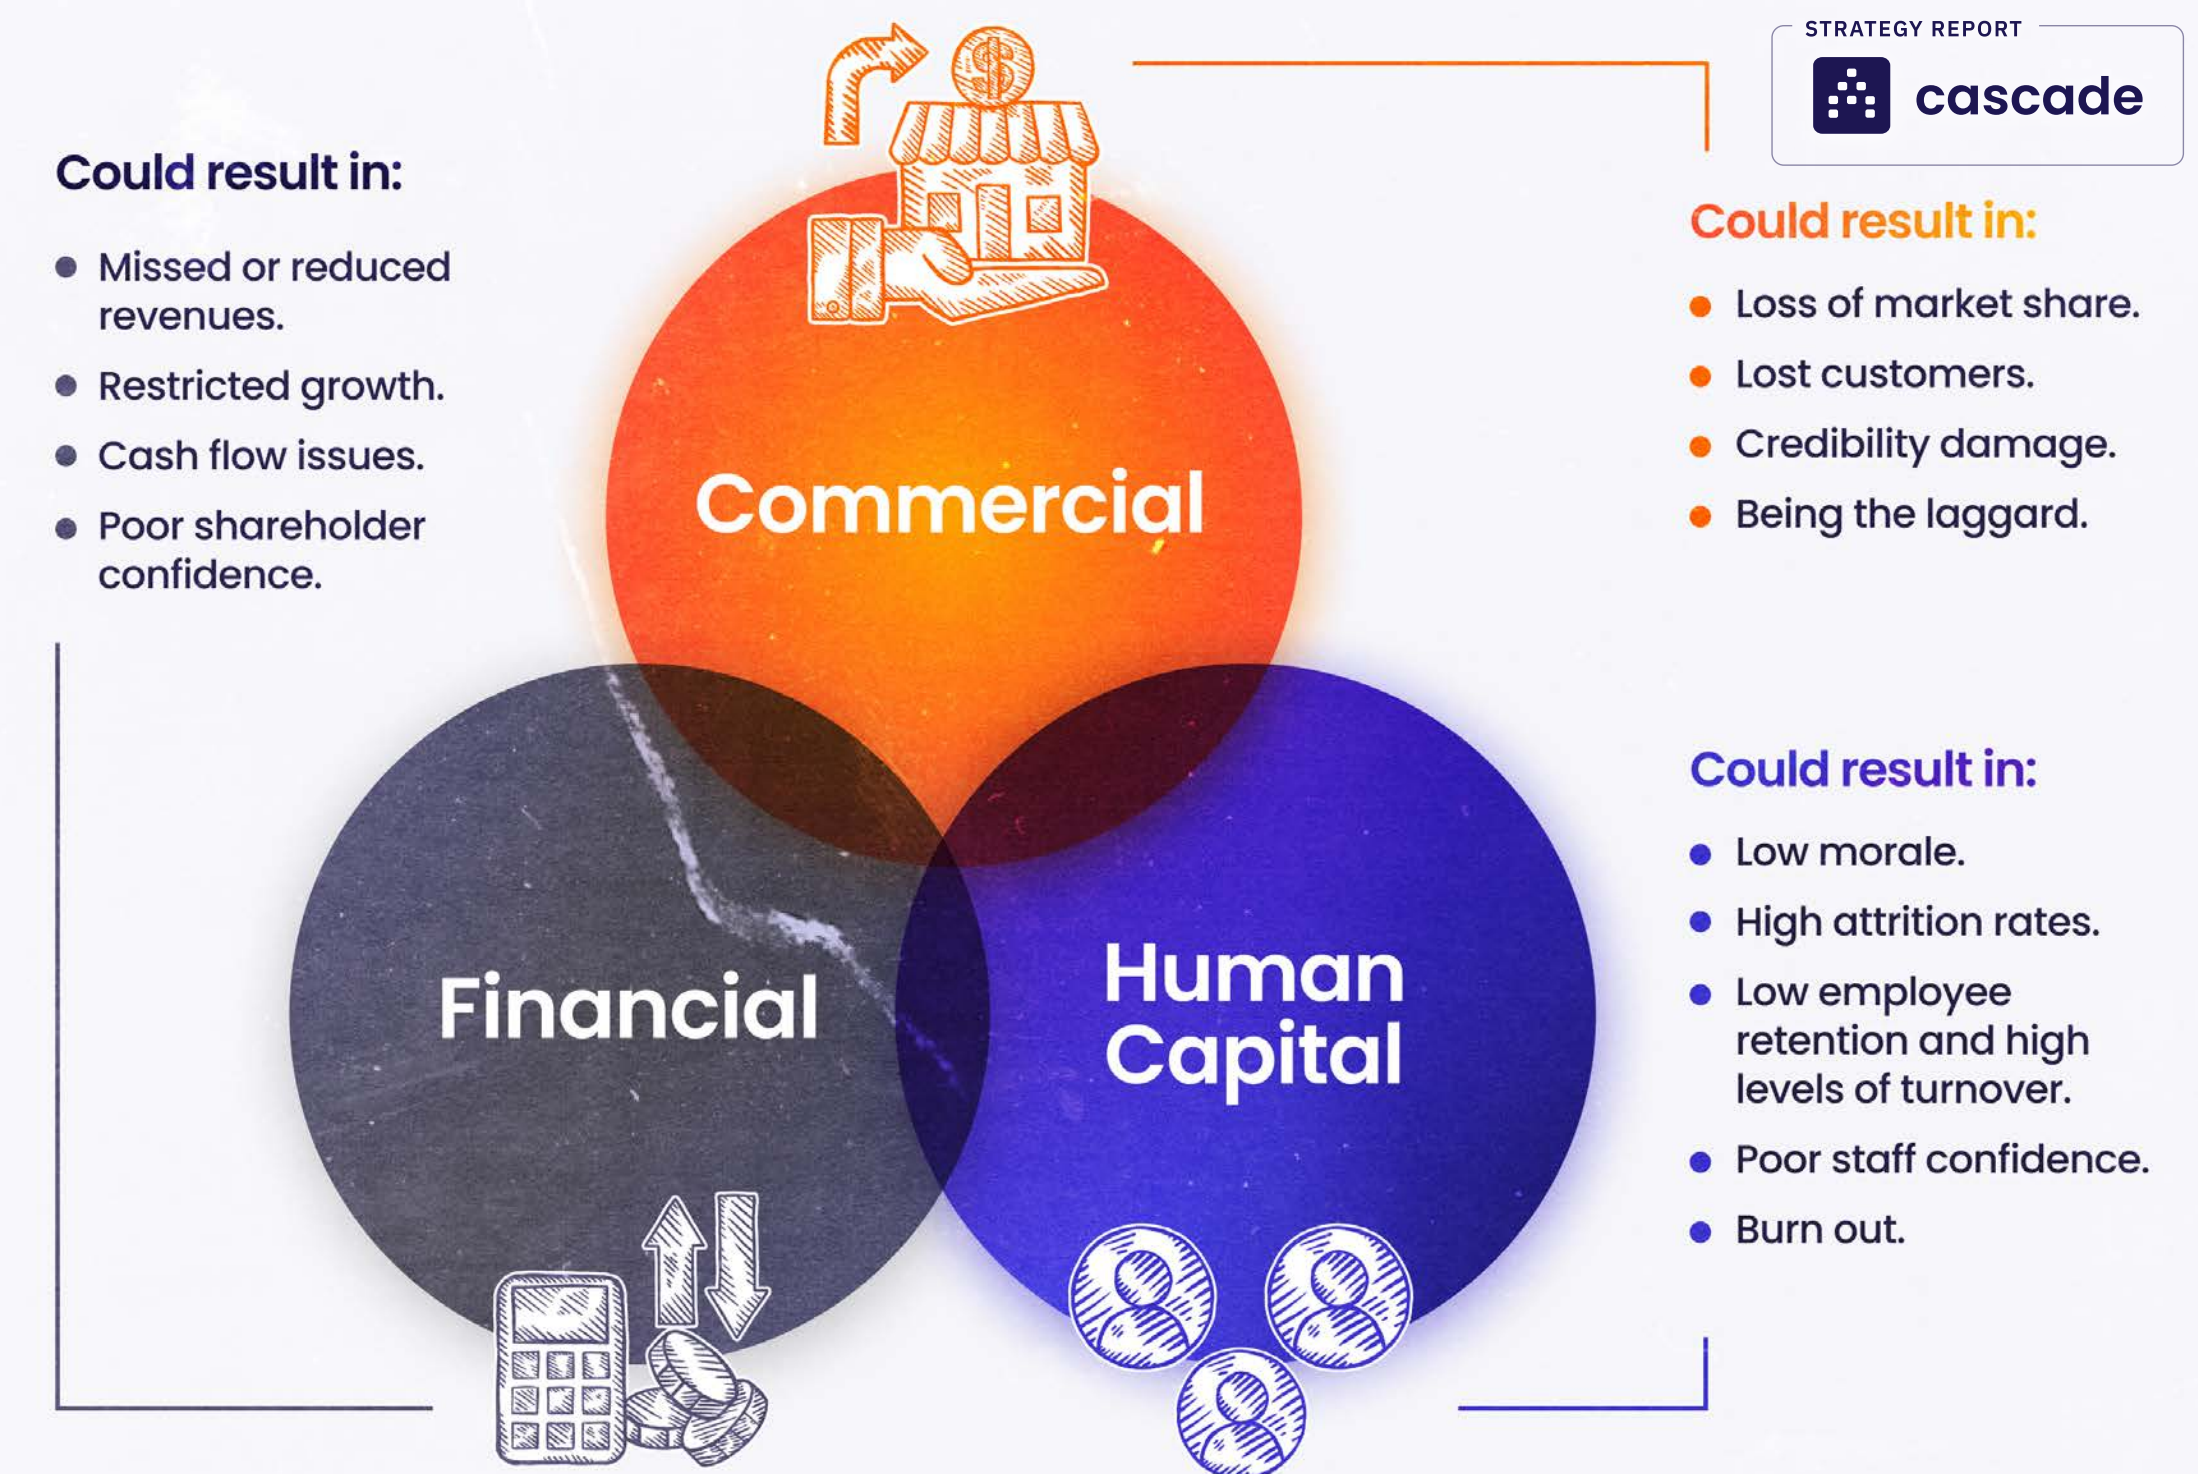 STRATEGY REPORT
cascade
Could result in:
Missed or reduced
revenues.
Restricted growth.
Cash flow issues.
Poor shareholder
confidence.
Commercial
Could result in:
Loss of market share.
Lost customers.
Credibility damage.
Being the laggard.
Financial
Human
Capital
Could result in:
Low morale.
High attrition rates.
Low employee
retention and high
levels of turnover.
Poor staff confidence.
Burn out.